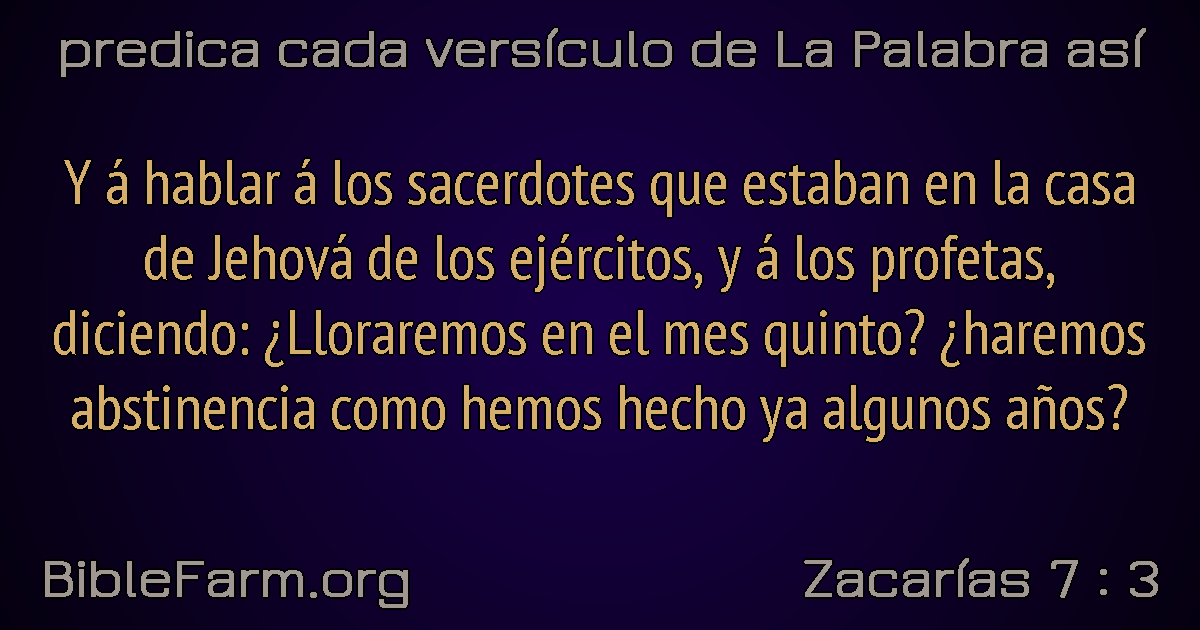 predica cada versículo de La Palabra así
Y á hablar á los sacerdotes que estaban en la casa
de Jehová de los ejércitos, y á los profetas,
diciendo: ¿Lloraremos en el mes quinto? ¿haremos
abstinencia como hemos hecho ya algunos años?
BibleFarm.org
Zacarías 7 : 3